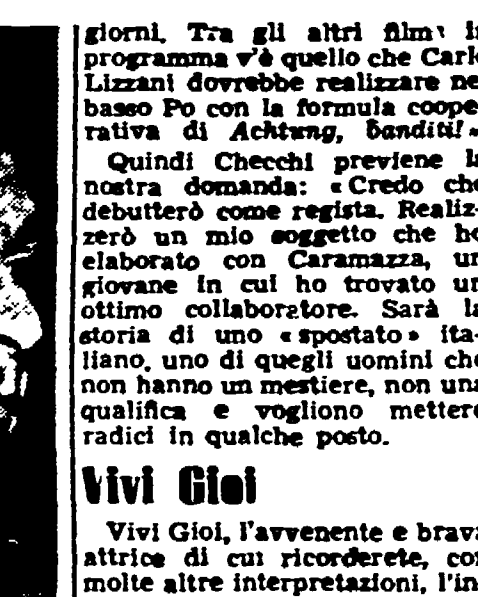 giorni. Tra gli altri film in
programma v'è quello che Carlo
Lizzani dovrebbe realizzare nel
basso Po con la formula coope-
rativa di Achtung, banditi!».
Quindi Checchi previene la
nostra domanda: «Credo che
debutterò come regista. Realiz-
zerò un mio soggetto che ho
elaborato con Caramazza, un
giovane in cui ho trovato un
ottimo collaboratore. Sarà la
storia di uno «spostato» ita-
liano, uno di quegli uomini che
non hanno un mestiere, non una
qualifica e vogliono mettere
radici in qualche posto.
Vivi Gioi
Vivi Gioi, l'avvenente e brava
attrice di cui ricorderete, con
molte altre interpretazioni, l'in-